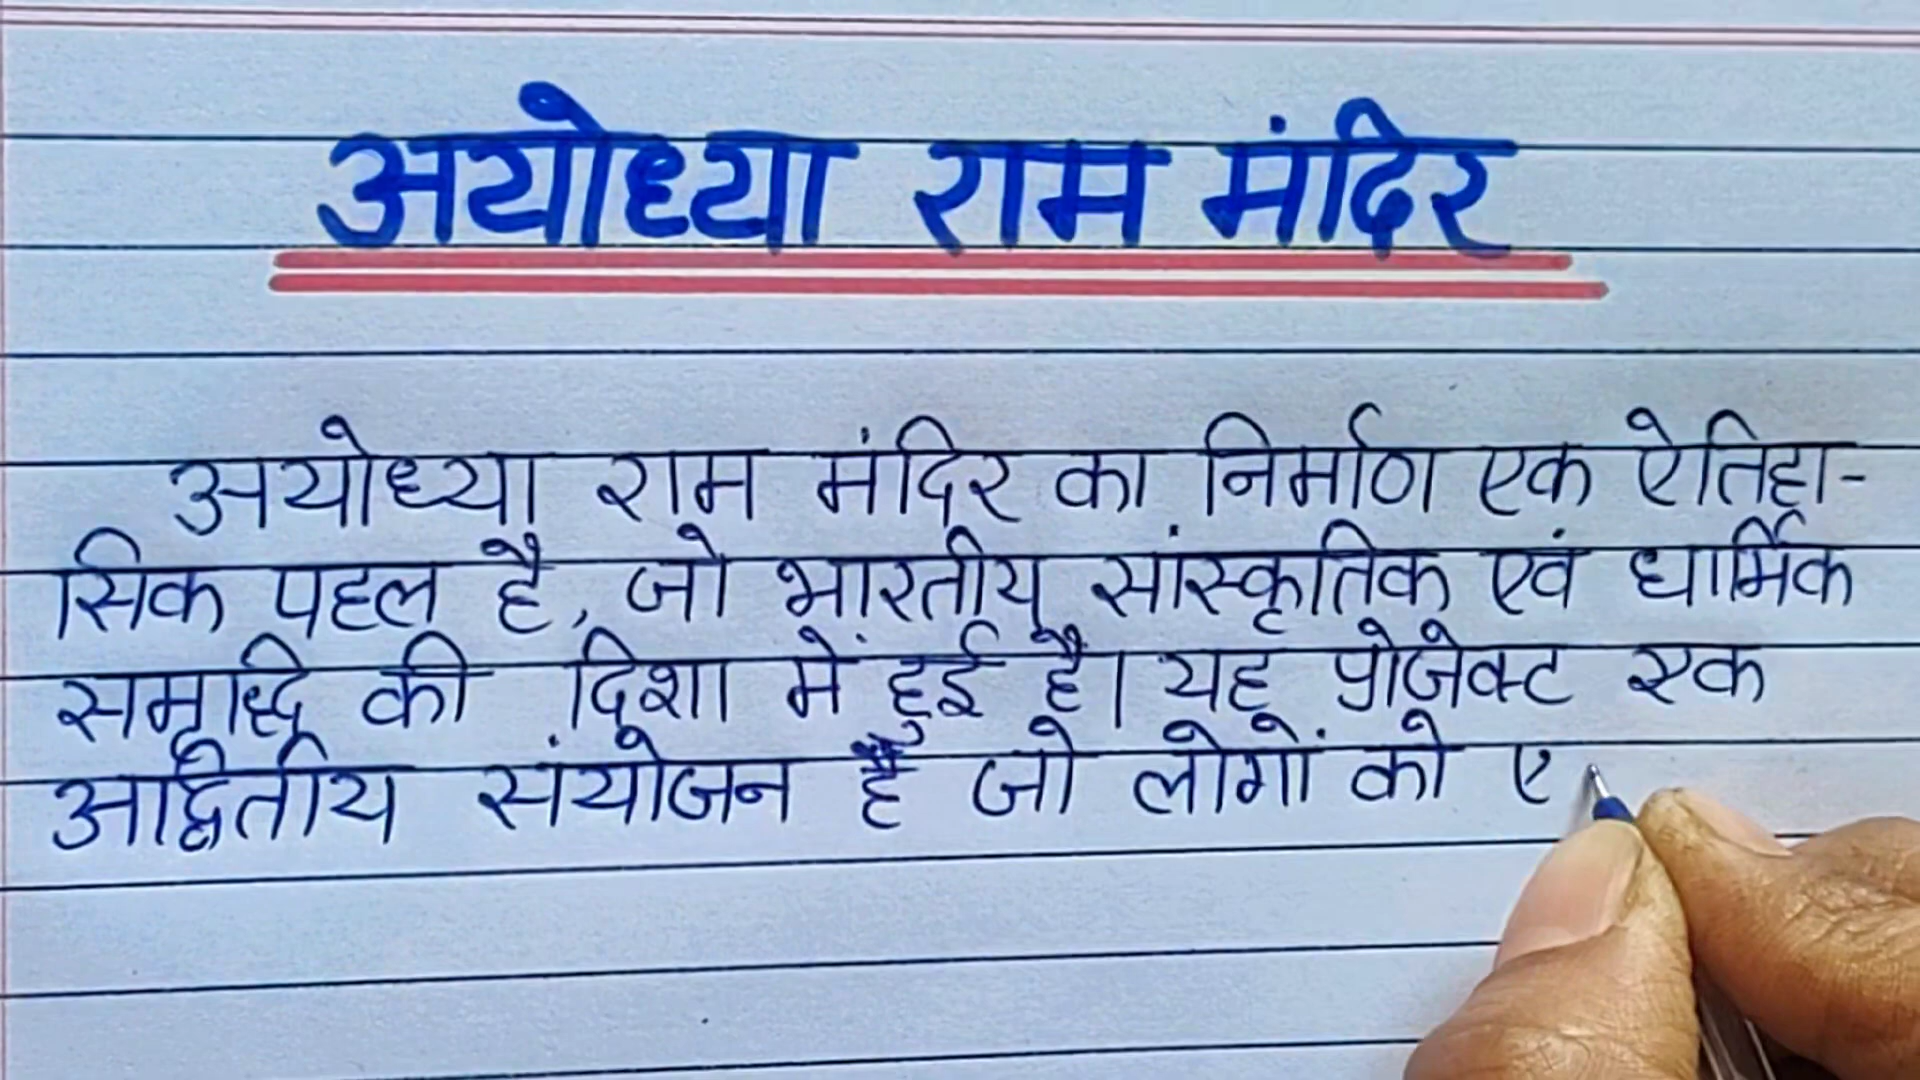 अयोध्या राम मंदिर
अयोध्या राम मंदिर का निर्माण एक ऐतिहा-
सिक पहल है, जो भारतीय सांस्कृतिक एवं धार्मिक
समृद्धि की दिशा में हुई है। यह प्रोजेक्ट एक
अद्वितीय संयोजन है जो लोगों को ए